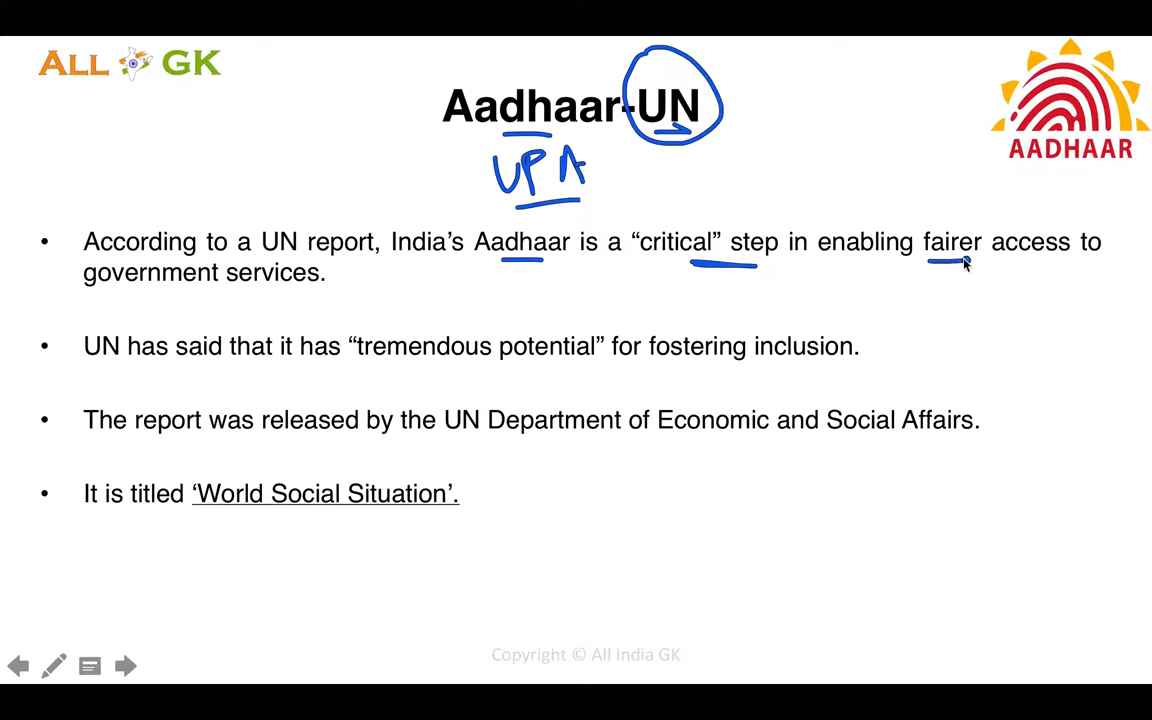 ALL GK
Aadhaar-UN
AADHAAR
UPA
• According to a UN report, India’s Aadhaar is a “critical” step in enabling fairer access to
government services.
• UN has said that it has “tremendous potential” for fostering inclusion.
• The report was released by the UN Department of Economic and Social Affairs.
• It is titled ‘World Social Situation’.
Copyright © All India GK